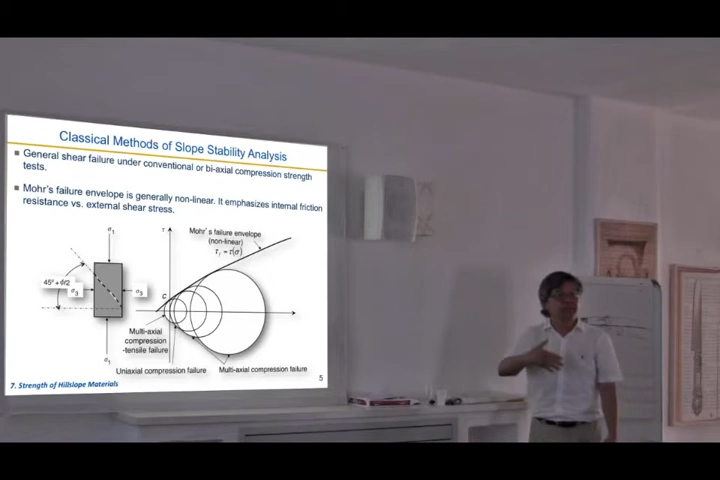 Classical Methods of Slope Stability Analysis
General shear failure under conventional or bi-axial compression strength
tests.
Mohr's failure envelope is generally non-linear. It emphasizes internal friction
resistance vs. external shear stress.
σ1
τ
Mohr's failure envelope
(non-linear)
τf = τ(σ)
45° + ϕ/2
σ3
σ3
C
σ
Multi-axial
compression
-tensile failure
σ1
Uniaxial compression failure
Multi-axial compression failure
7. Strength of Hillslope Materials
5